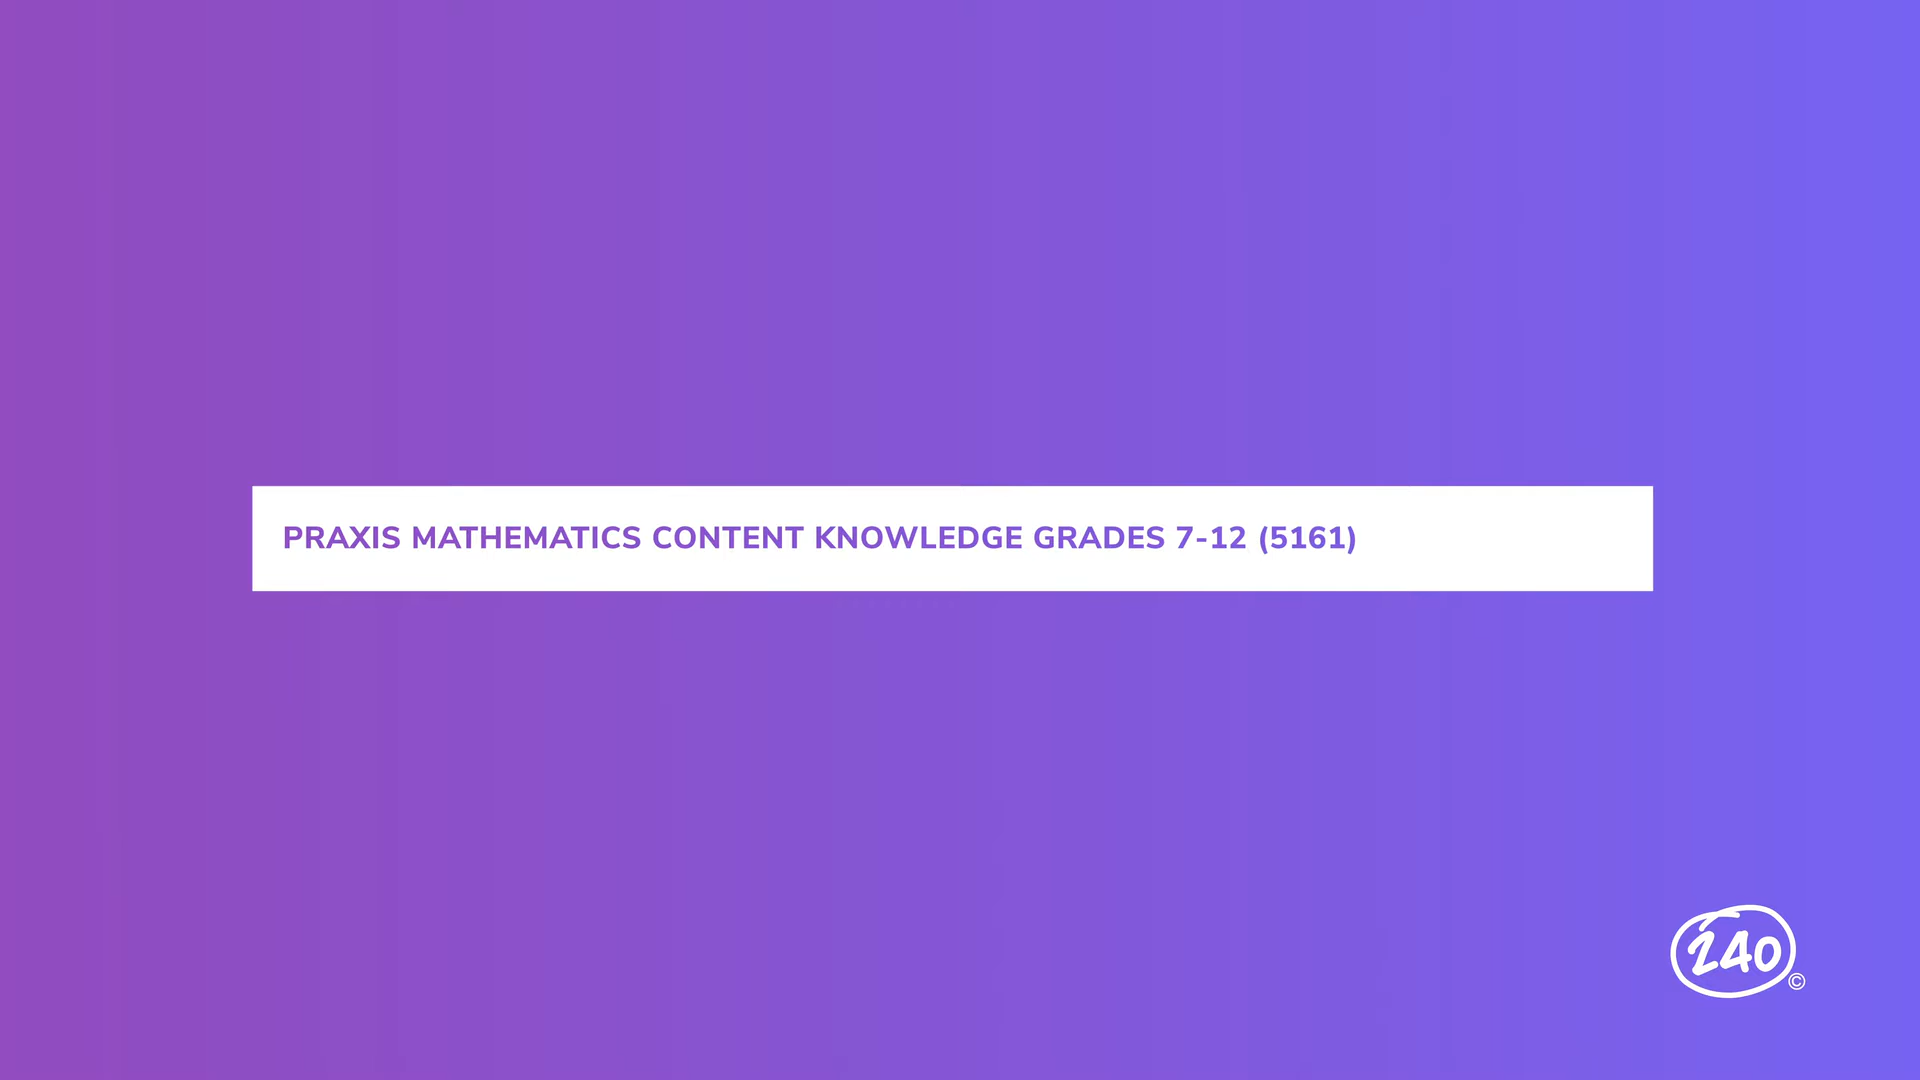 PRAXIS MATHEMATICS CONTENT KNOWLEDGE GRADES 7-12 (5161)
240
©